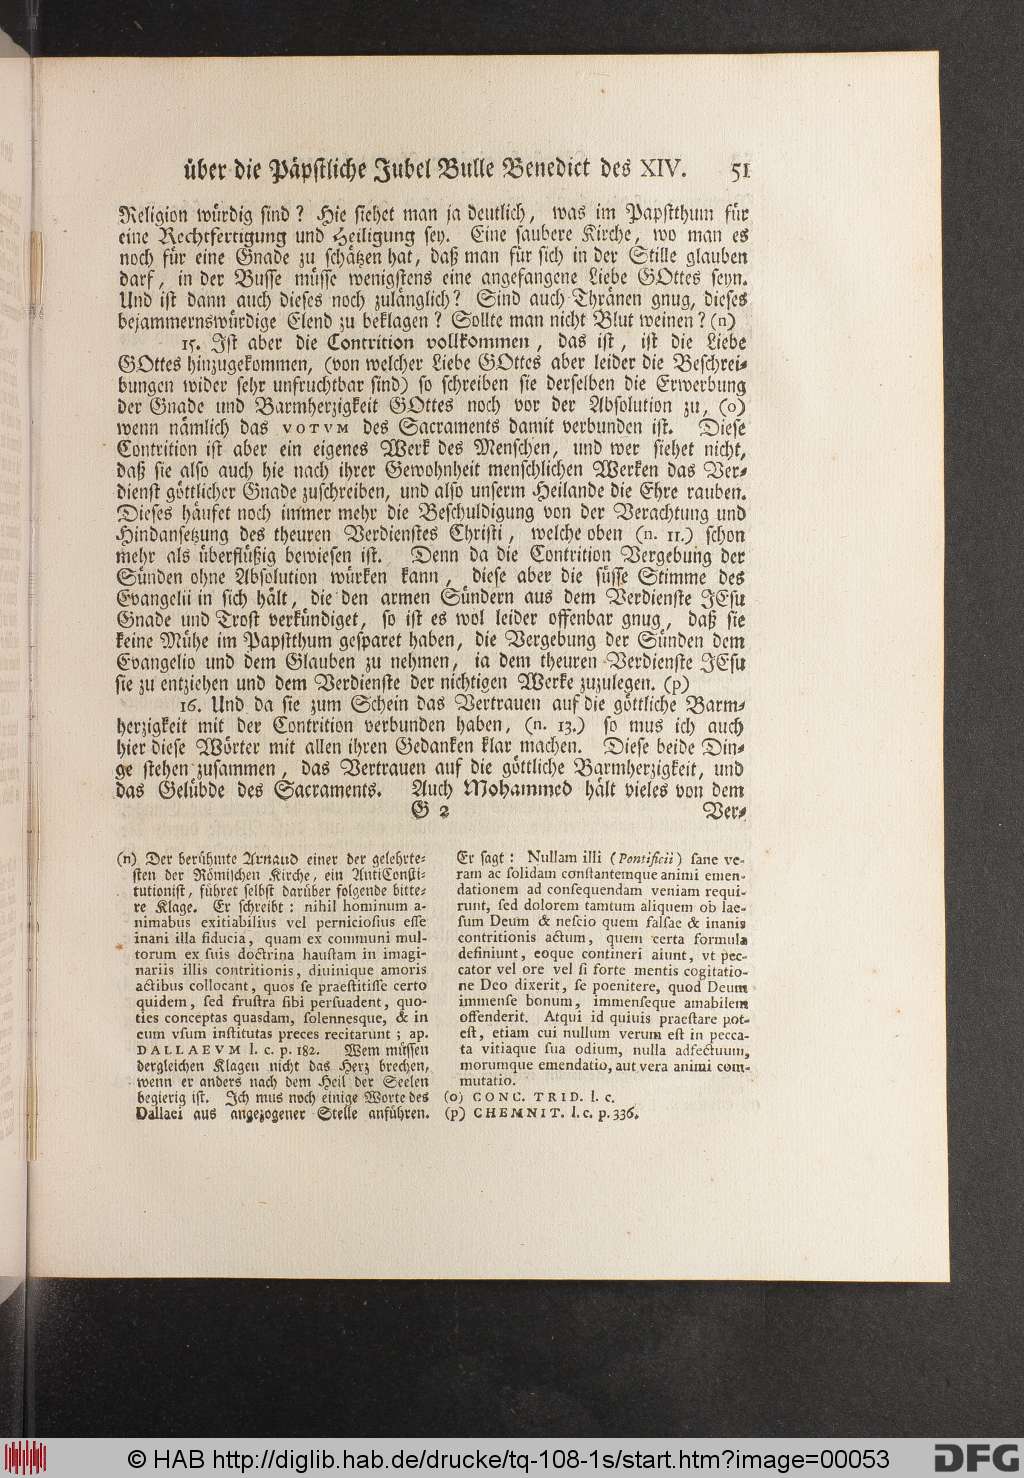 über die Päpstliche Jubel Bulle Benedict des XIV. 51
Religion würdig sind? Hie siehet man ja deutlich, was im Papstthum für
eine Rechtfertigung und Heiligung sey. Eine saubere Kirche, wo man es
noch für eine Gnade zu schätzen hat, daß man für sich in der Stille glauben
darf, in der Busse müsse wenigstens eine angefangene Liebe GOttes seyn.
Und ist dann auch dieses noch zulänglich? Sind auch Thränen gnug, dieses
bejammernswürdige Elend zu beklagen? Sollte man nicht Blut weinen? (n)
15. Ist aber die Contrition vollkommen, das ist, ist die Liebe
GOttes hinzugekommen, (von welcher Liebe GOttes aber leider die Beschrei-
bungen wider sehr unfruchtbar sind) so schreiben sie derselben die Erwerbung
der Gnade und Barmherzigkeit GOttes noch vor der Absolution zu, (o)
wenn nämlich das VOTVM des Sacraments damit verbunden ist. Diese
Contrition ist aber ein eigenes Werk des Menschen, und wer siehet nicht,
daß sie also auch hie nach ihrer Gewohnheit menschlichen Werken das Ver-
dienst göttlicher Gnade zuschreiben, und also unserm Heilande die Ehre rauben.
Dieses häufet noch immer mehr die Beschuldigung von der Verachtung und
Hindansetzung des theuren Verdienstes Christi, welche oben (n. 11.) schon
mehr als überflüßig bewiesen ist. Denn da die Contrition Vergebung der
Sünden ohne Absolution würken kann, diese aber die süsse Stimme des
Evangelii in sich hält, die den armen Sündern aus dem Verdienste JEsu
Gnade und Trost verkündiget, so ist es wol leider offenbar gnug, daß sie
keine Mühe im Papstthum gesparet haben, die Vergebung der Sünden dem
Evangelio und dem Glauben zu nehmen, ja dem theuren Verdienste JEsu
sie zu entziehen und dem Verdienste der nichtigen Werke zuzulegen. (p)
16. Und da sie zum Schein das Vertrauen auf die göttliche Barm-
herzigkeit mit der Contrition verbunden haben, (n. 13.) so mus ich auch
hier diese Wörter mit allen ihren Gedanken klar machen. Diese beide Din-
ge stehen zusammen, das Vertrauen auf die göttliche Barmherzigkeit, und
das Gelübde des Sacraments. Auch Mohammed hält vieles von dem
G 2 Ver-
(n) Der berühmte Arnaud einer der gelehrte-
sten der Römischen Kirche, ein AntiConsti-
tutionist, führet selbst darüber folgende bitte-
re Klage. Er schreibt: nihil hominum a-
nimabus exitiabilius vel perniciosius esse
inani illa fiducia, quam ex communi mul-
torum ex suis doctrina haustam in imagi-
nariis illis contritionis, diuinique amoris
actibus collocant, quos se praestitisse certo
quidem, sed frustra sibi persuadent, quo-
ties conceptas quasdam, solennesque, & in
eum vsum institutas preces recitarunt; ap.
DALLAEVM l. c. p. 182. Wem müssen
dergleichen Klagen nicht das Herz brechen,
wenn er anders nach dem Heil der Seelen
begierig ist. Ich mus noch einige Worte des
Dallaei aus angezogener Stelle anführen.
Er sagt: Nullam illi (Pontificii) sane ve-
ram ac solidam constantemque animi emen-
dationem ad consequendam veniam requi-
runt, sed dolorem tamtum aliquem ob lae-
sum Deum & nescio quem falsae & inanis
contritionis actum, quem certa formula
definiunt, eoque contineri aiunt, vt pec-
cator vel ore vel si forte mentis cogitatio-
ne Deo dixerit, se poenitere, quod Deum
immense bonum, immenseque amabilem
offenderit. Atqui id quiuis praestare pot-
est, etiam cui nullum verum est in pecca-
ta vitiaque sua odium, nulla adfectuum,
morumque emendatio, aut vera animi com-
mutatio.
(o) CONC. TRID. l. c.
(p) CHEMNIT. l. c. p. 336.
© HAB http://diglib.hab.de/drucke/tq-108-1s/start.htm?image=00053
DFG